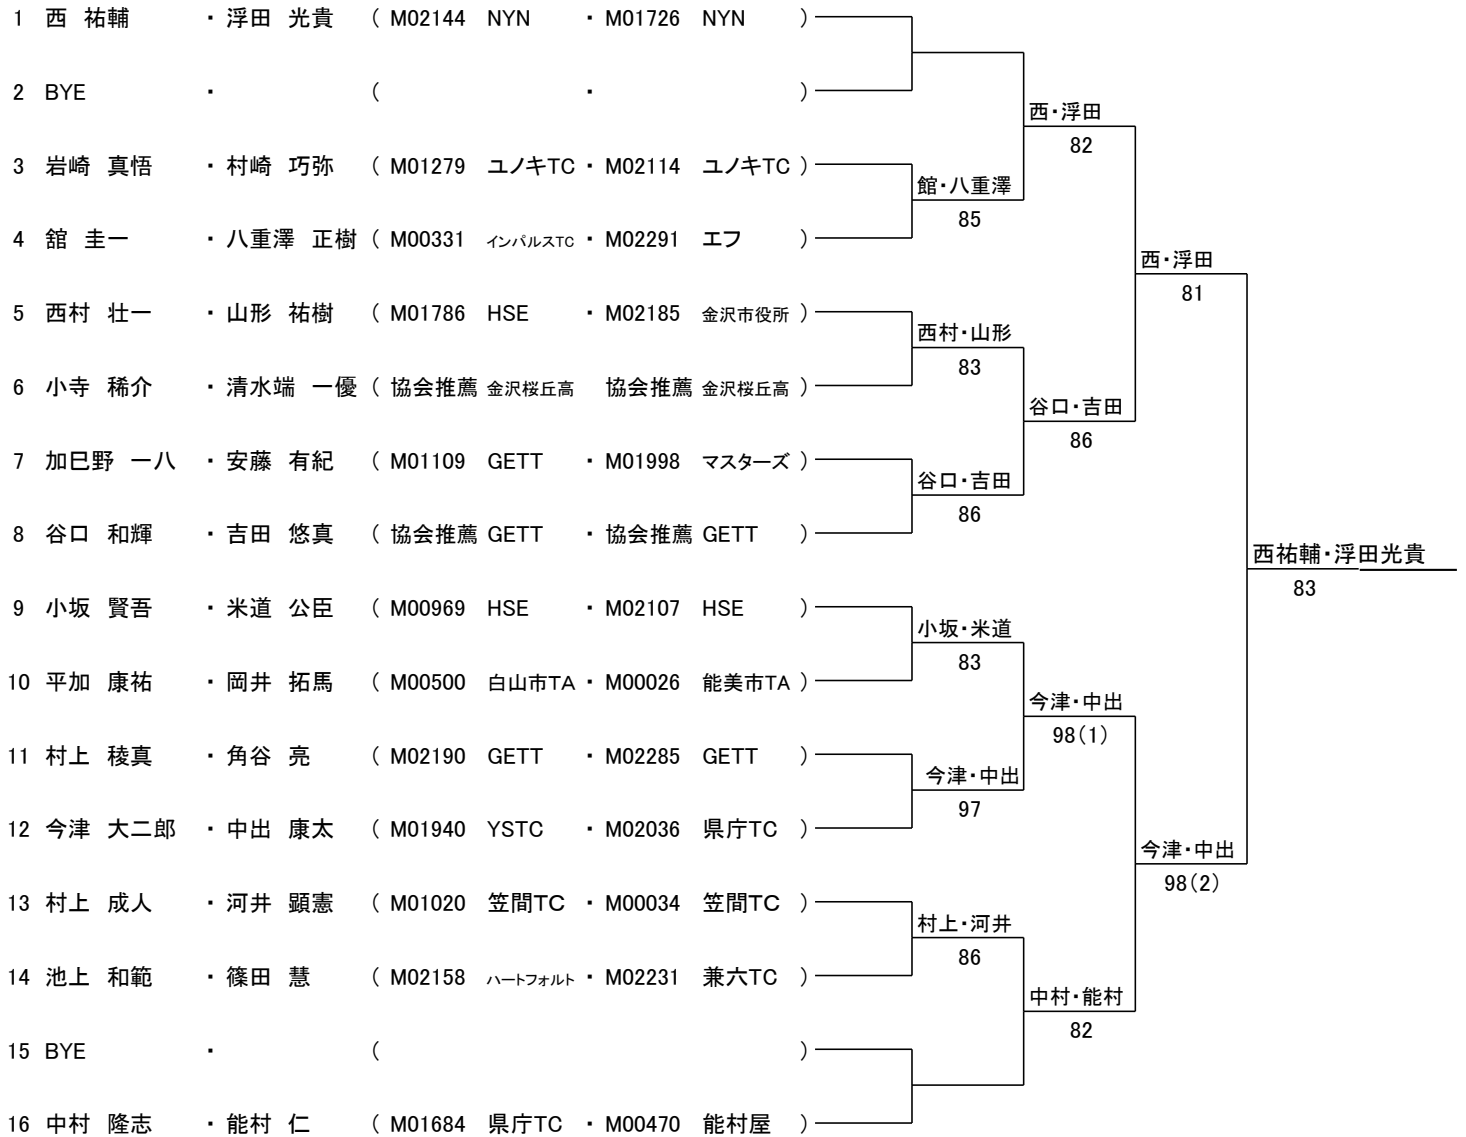 1 西 祐輔 ・ 浮田 光貴 ( M02144 NYN ・ M01726 NYN )
2 BYE ・ ( ・ )
西・浮田
82
3 岩崎 真悟 ・ 村崎 巧弥 ( M01279 ユノキTC ・ M02114 ユノキTC )
館・八重澤
85
4 舘 圭一 ・ 八重澤 正樹 ( M00331 インパルスTC ・ M02291 エフ )
西・浮田
81
5 西村 壮一 ・ 山形 祐樹 ( M01786 HSE ・ M02185 金沢市役所 )
西村・山形
83
6 小寺 稀介 ・ 清水端 一優 ( 協会推薦 金沢桜丘高 協会推薦 金沢桜丘高 )
谷口・吉田
86
7 加巳野 一八 ・ 安藤 有紀 ( M01109 GETT ・ M01998 マスターズ )
谷口・吉田
86
8 谷口 和輝 ・ 吉田 悠真 ( 協会推薦 GETT ・ 協会推薦 GETT )
西祐輔・浮田光貴
83
9 小坂 賢吾 ・ 米道 公臣 ( M00969 HSE ・ M02107 HSE )
小坂・米道
83
10 平加 康祐 ・ 岡井 拓馬 ( M00500 白山市TA ・ M00026 能美市TA )
今津・中出
98(1)
11 村上 稜真 ・ 角谷 亮 ( M02190 GETT ・ M02285 GETT )
今津・中出
97
12 今津 大二郎 ・ 中出 康太 ( M01940 YSTC ・ M02036 県庁TC )
今津・中出
98(2)
13 村上 成人 ・ 河井 顕憲 ( M01020 笠間TC ・ M00034 笠間TC )
村上・河井
86
14 池上 和範 ・ 篠田 慧 ( M02158 ハートフォルト ・ M02231 兼六TC )
中村・能村
82
15 BYE ・ ( )
16 中村 隆志 ・ 能村 仁 ( M01684 県庁TC ・ M00470 能村屋 )